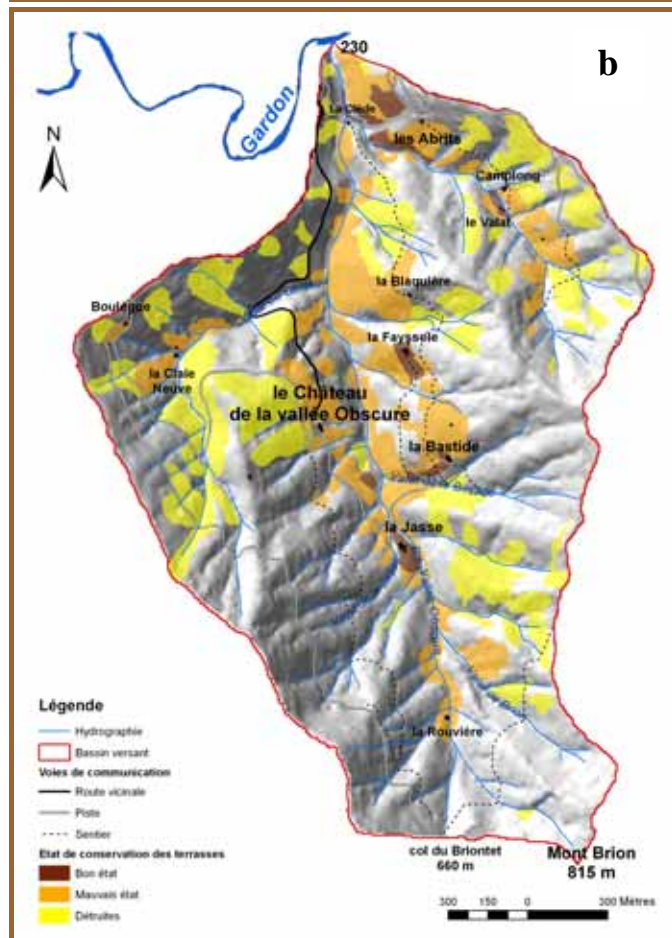 b
230
Gardon
N
La Clède
les Abrits
Camplong
le Valat
la Blaquière
Boulègue
la Fayssole
la Claie
Neuve
le Château
de la vallée Obscure
la Bastide
la Jasse
la Rouvière
Légende
Hydrographie
Bassin versant
Voies de communication
Route vicinale
Piste
Sentier
Etat de conservation des terrasses
Bon état
Mauvais état
Détruites
col du Briontet
660 m
Mont Brion
815 m
300 150 0 300 Mètres